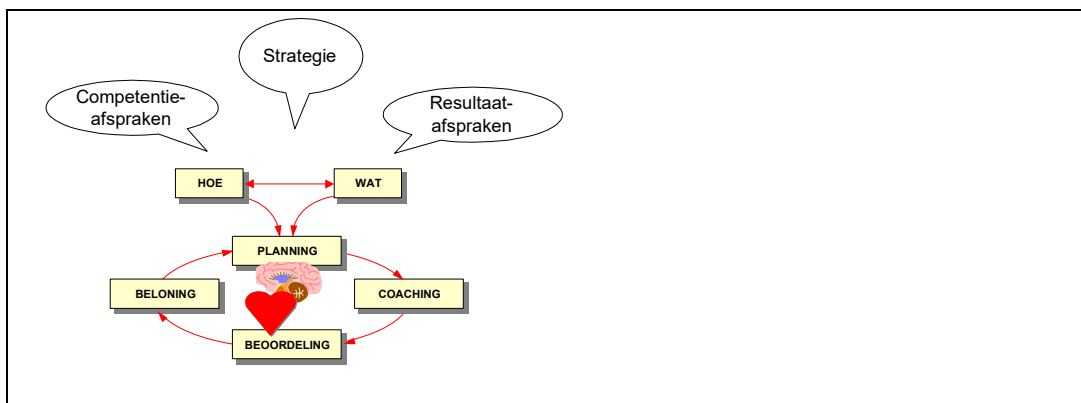 Strategie
Competentie-
afspraken
Resultaat-
afspraken
HOE
WAT
PLANNING
BELONING
COACHING
BEOORDELING